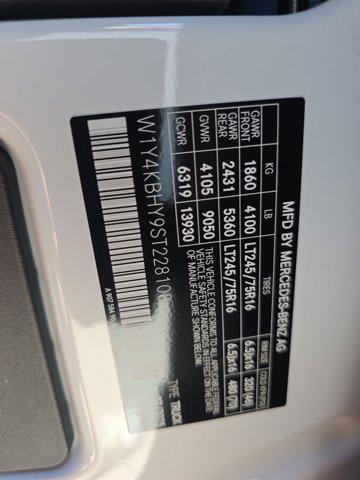 MFD BY MERCEDES-BENZ AG
KG LB TIRES RIM SIZE
GAWR FRONT 1860 4100 LT245/75R16 6.5Jx16 320 (46)
GAWR REAR 2431 5360 LT245/75R16 6.5Jx16 480 (70)
GVWR 4105 9050
GCWR 6319 13930
THIS VEHICLE CONFORMS TO ALL APPLICABLE FEDERAL
MOTOR VEHICLE SAFETY STANDARDS IN EFFECT ON THE
DATE OF MANUFACTURE SHOWN ABOVE
W1Y4KBHY9ST228108
TYPE: TRUCK